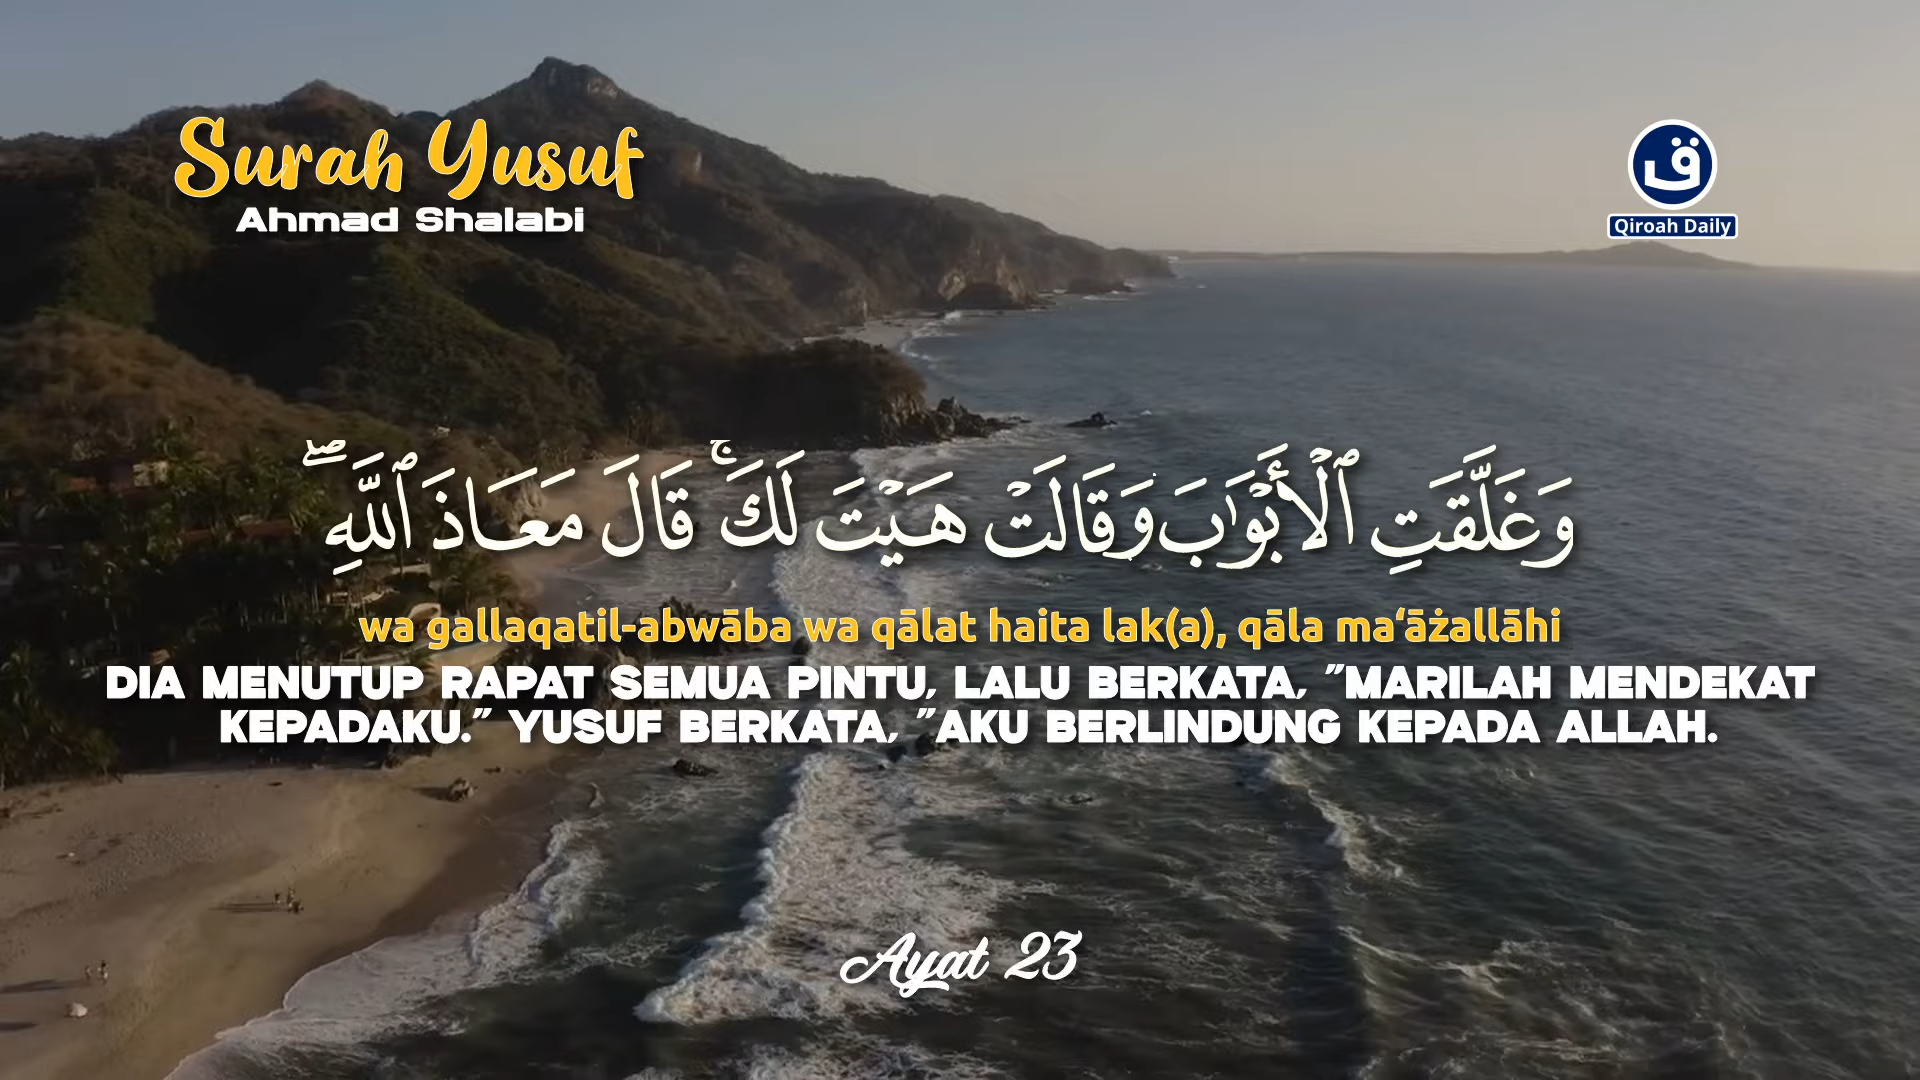 Surah Yusuf
Ahmad Shalabi
ق
Qiroah Daily
وَغَلَّقَتِ ٱلْأَبْوَٰبَ وَقَالَتْ هَيْتَ لَكَ ۚ قَالَ مَعَاذَ ٱللَّهِ ۖ
wa gallaqatil-abwāba wa qālat haita lak(a), qāla ma‘āżallāhi
DIA MENUTUP RAPAT SEMUA PINTU, LALU BERKATA, "MARILAH MENDEKAT
KEPADAKU." YUSUF BERKATA, "AKU BERLINDUNG KEPADA ALLAH.
Ayat 23